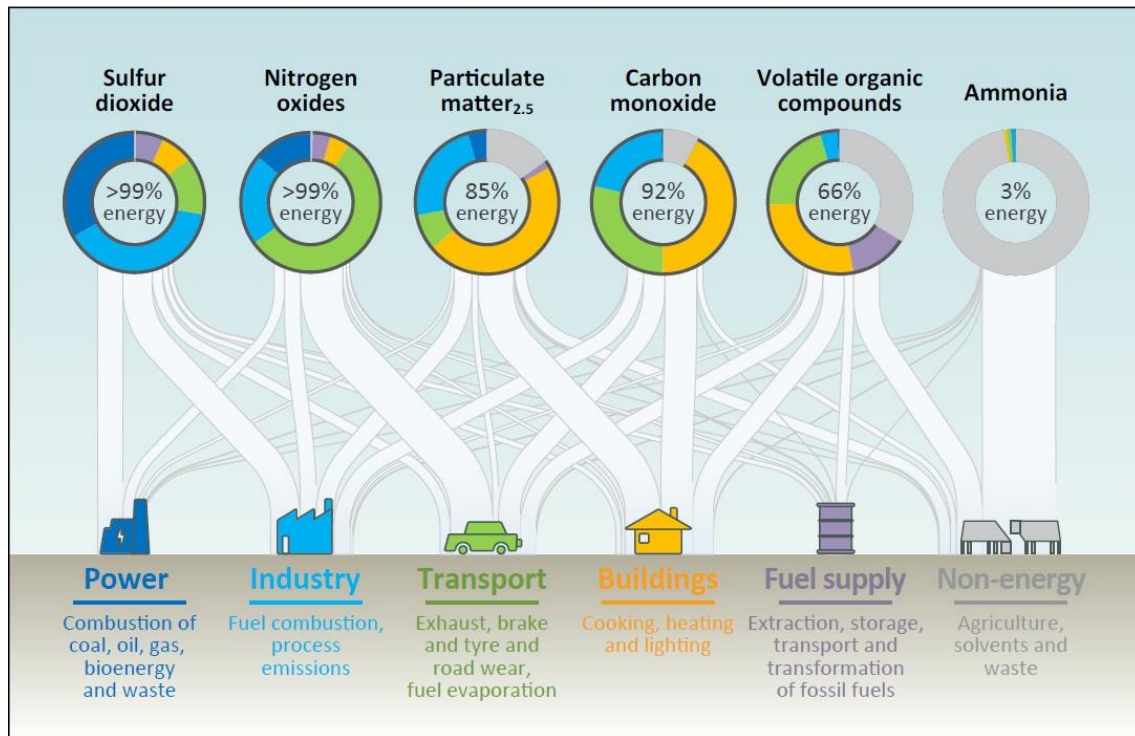 Sulfur
dioxide
Nitrogen
oxides
Particulate
matter2.5
Carbon
monoxide
Volatile organic
compounds
Ammonia
>99%
energy
>99%
energy
85%
energy
92%
energy
66%
energy
3%
energy
Power
Combustion of
coal, oil, gas,
bioenergy
and waste
Industry
Fuel combustion,
process
emissions
Transport
Exhaust, brake
and tyre and
road wear,
fuel evaporation
Buildings
Cooking, heating
and lighting
Fuel supply
Extraction, storage,
transport and
transformation
of fossil fuels
Non-energy
Agriculture,
solvents and
waste